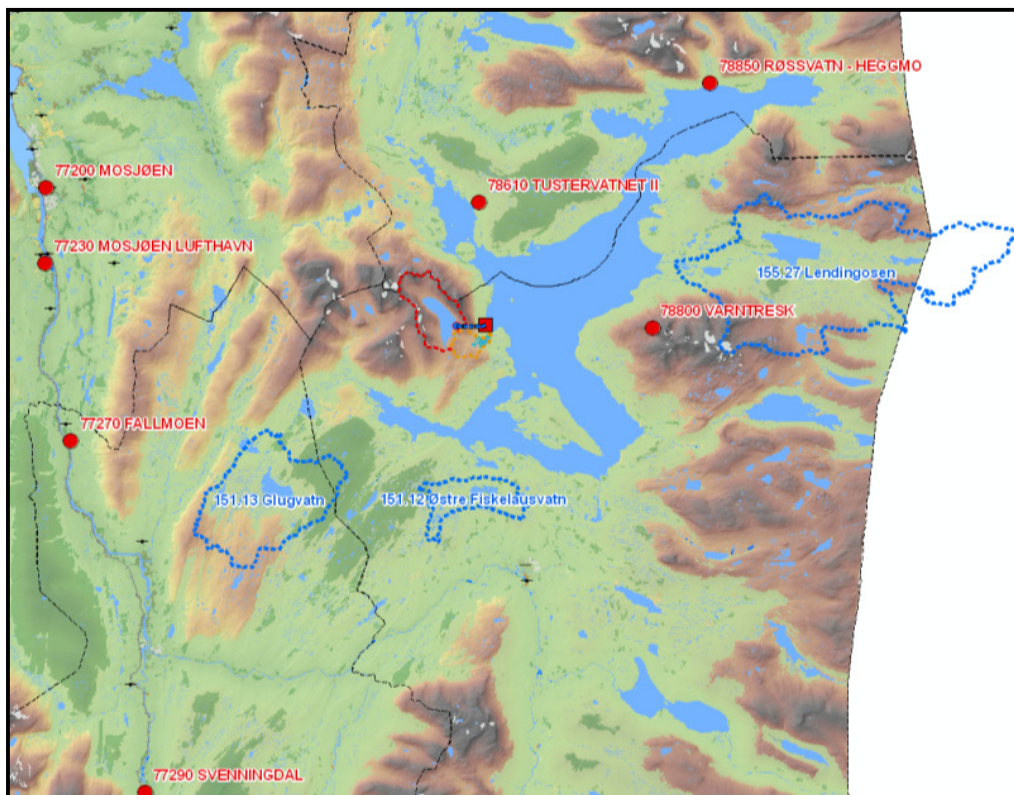 78850 RØSSVATN - HEGGMO
77200 MOSJØEN
78610 TUSTERVATNET II
77230 MOSJØEN LUFTHAVN
155.27 Lendingosen
78800 VARNTRESK
77270 FALLMOEN
151.13 Glugvatn
151.12 Østre Fiskelausvatn
77290 SVENNINGDAL